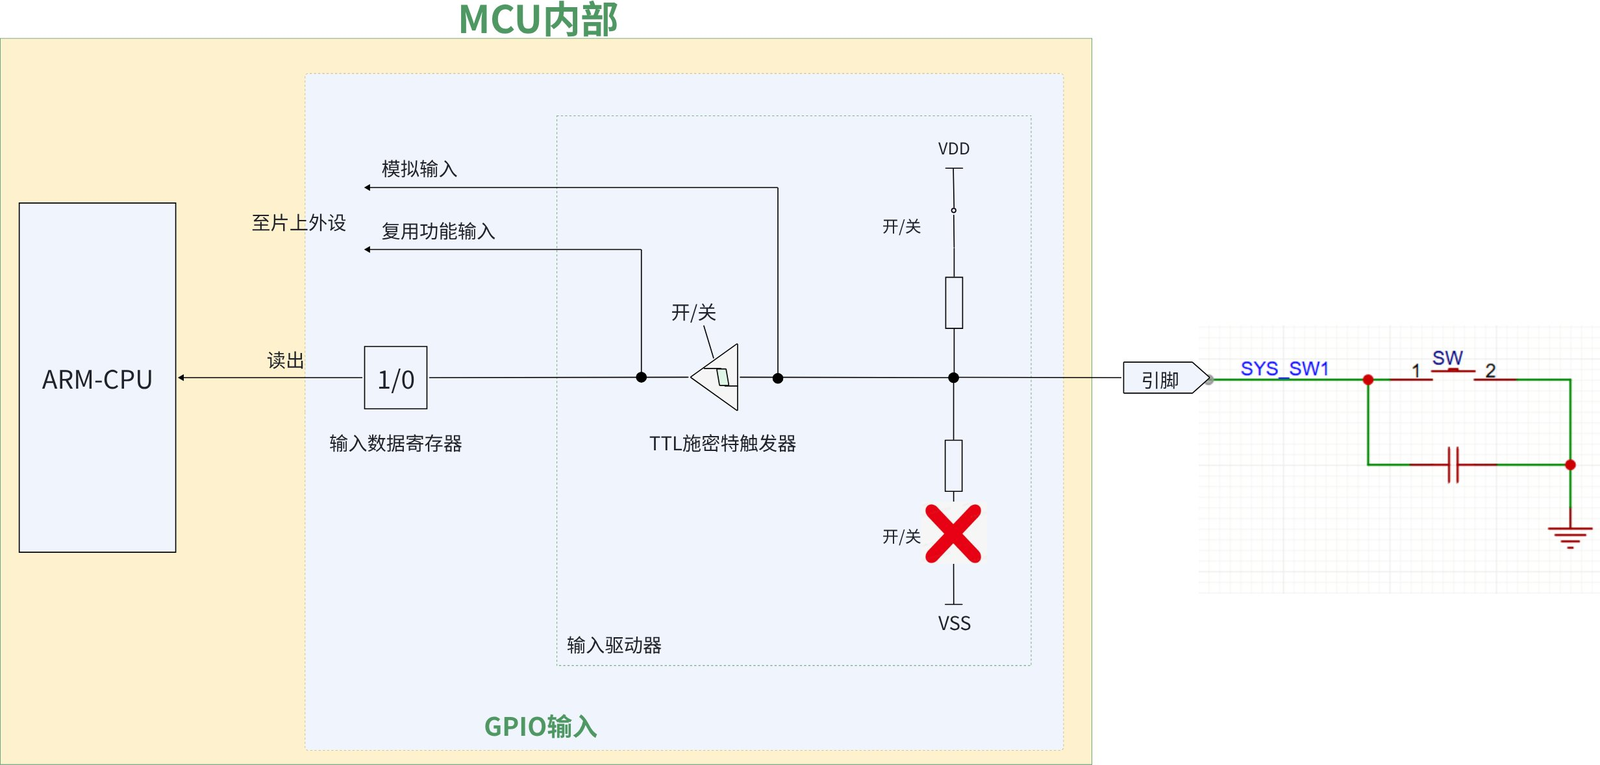 MCU内部
VDD
模拟输入
至片上外设
复用功能输入
开/关
开/关
读出
ARM-CPU
1/0
引脚
SYS_SW1
1
SW
2
输入数据寄存器
TTL施密特触发器
开/关
VSS
输入驱动器
GPIO输入